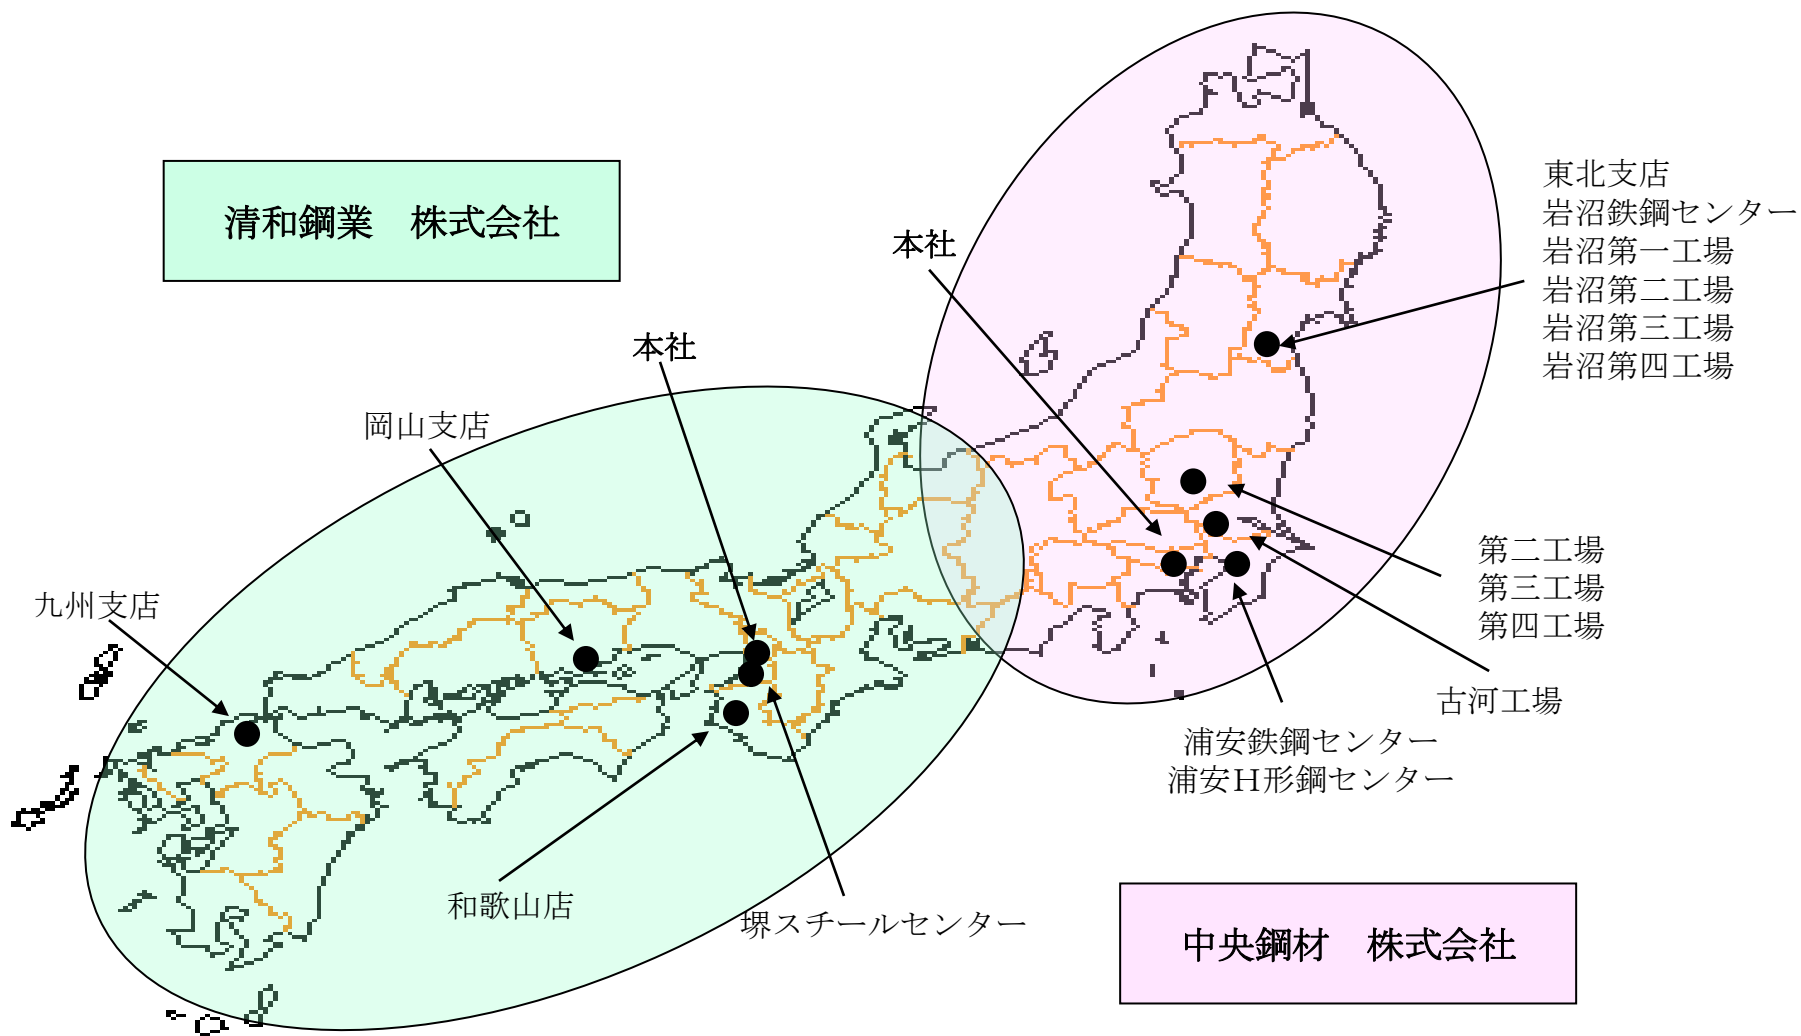 清和鋼業　株式会社
本社
岡山支店
九州支店
和歌山店
堺スチールセンター
本社
東北支店
岩沼鉄鋼センター
岩沼第一工場
岩沼第二工場
岩沼第三工場
岩沼第四工場
第二工場
第三工場
第四工場
古河工場
浦安鉄鋼センター
浦安Ｈ形鋼センター
中央鋼材　株式会社